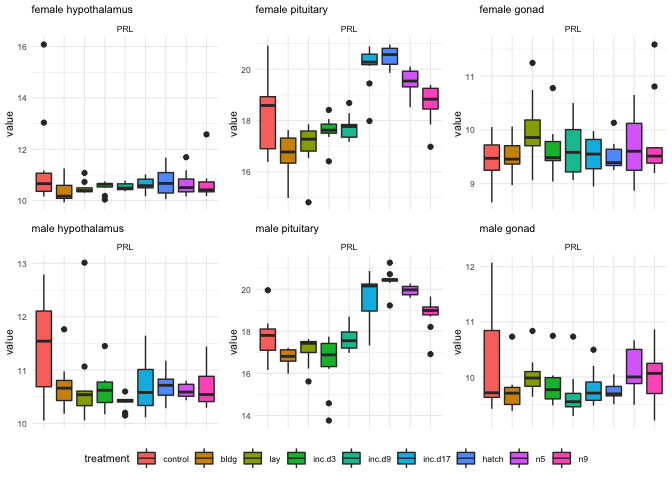 female hypothalamus
female pituitary
female gonad
PRL
PRL
PRL
value
16
14
12
10
value
20
18
16
value
11
10
9
male hypothalamus
male pituitary
male gonad
PRL
PRL
PRL
value
13
12
11
10
value
20
18
16
14
value
12
11
10
treatment control bldg lay inc.d3 inc.d9 inc.d17 hatch n5 n9